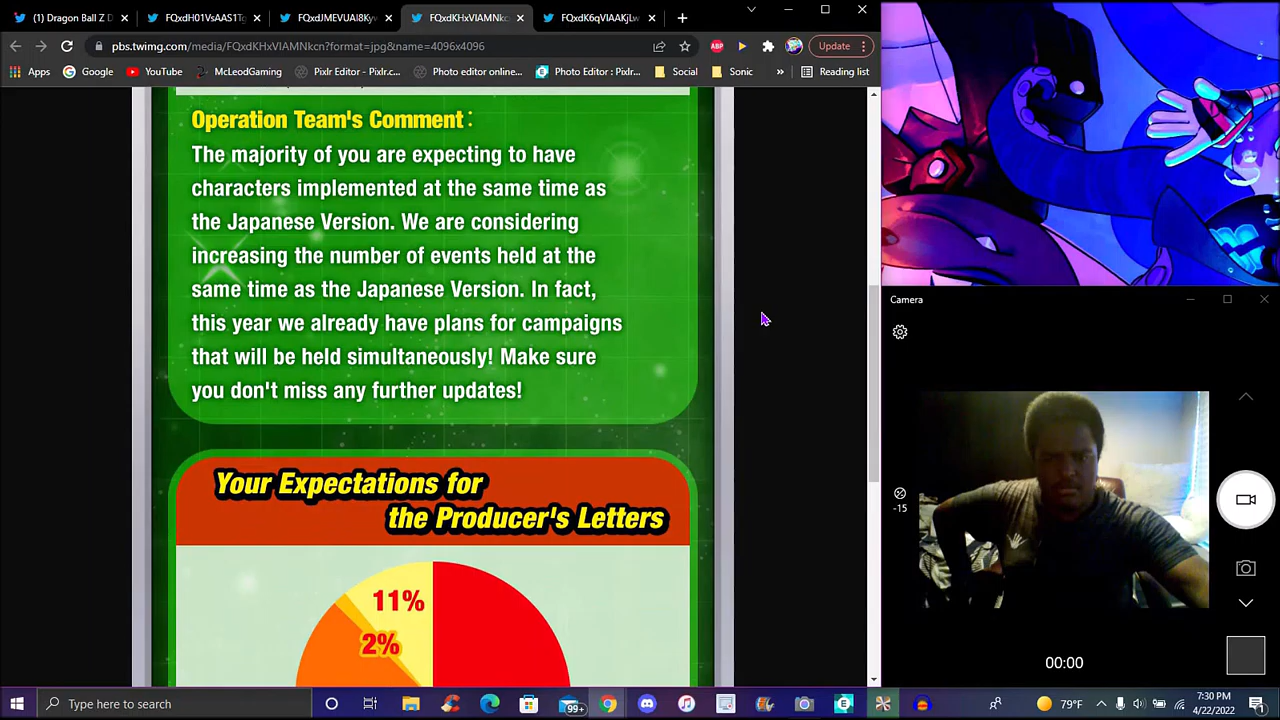 (1) Dragon Ball Z D
FQxdH01VsAAS1Tg
FQxdJMEVUAI8Kyw
FQxdKHxVIAMNkc
FQxdK6qVIAAKjLw
pbs.twimg.com/media/FQxdKHxVIAMNkcn?format=jpg&name=4096x4096
ABP
Update
Apps
Google
YouTube
McLeodGaming
Pixlr Editor - Pixlr.c...
Photo editor online...
Photo Editor : Pixlr...
Social
Sonic
»
Reading list
Operation Team's Comment:
The majority of you are expecting to have
characters implemented at the same time as
the Japanese Version. We are considering
increasing the number of events held at the
same time as the Japanese Version. In fact,
this year we already have plans for campaigns
that will be held simultaneously! Make sure
you don't miss any further updates!
Your Expectations for
the Producer's Letters
11%
2%
Camera
-15
00:00
Type here to search
99+
79°F
7:30 PM
4/22/2022
1